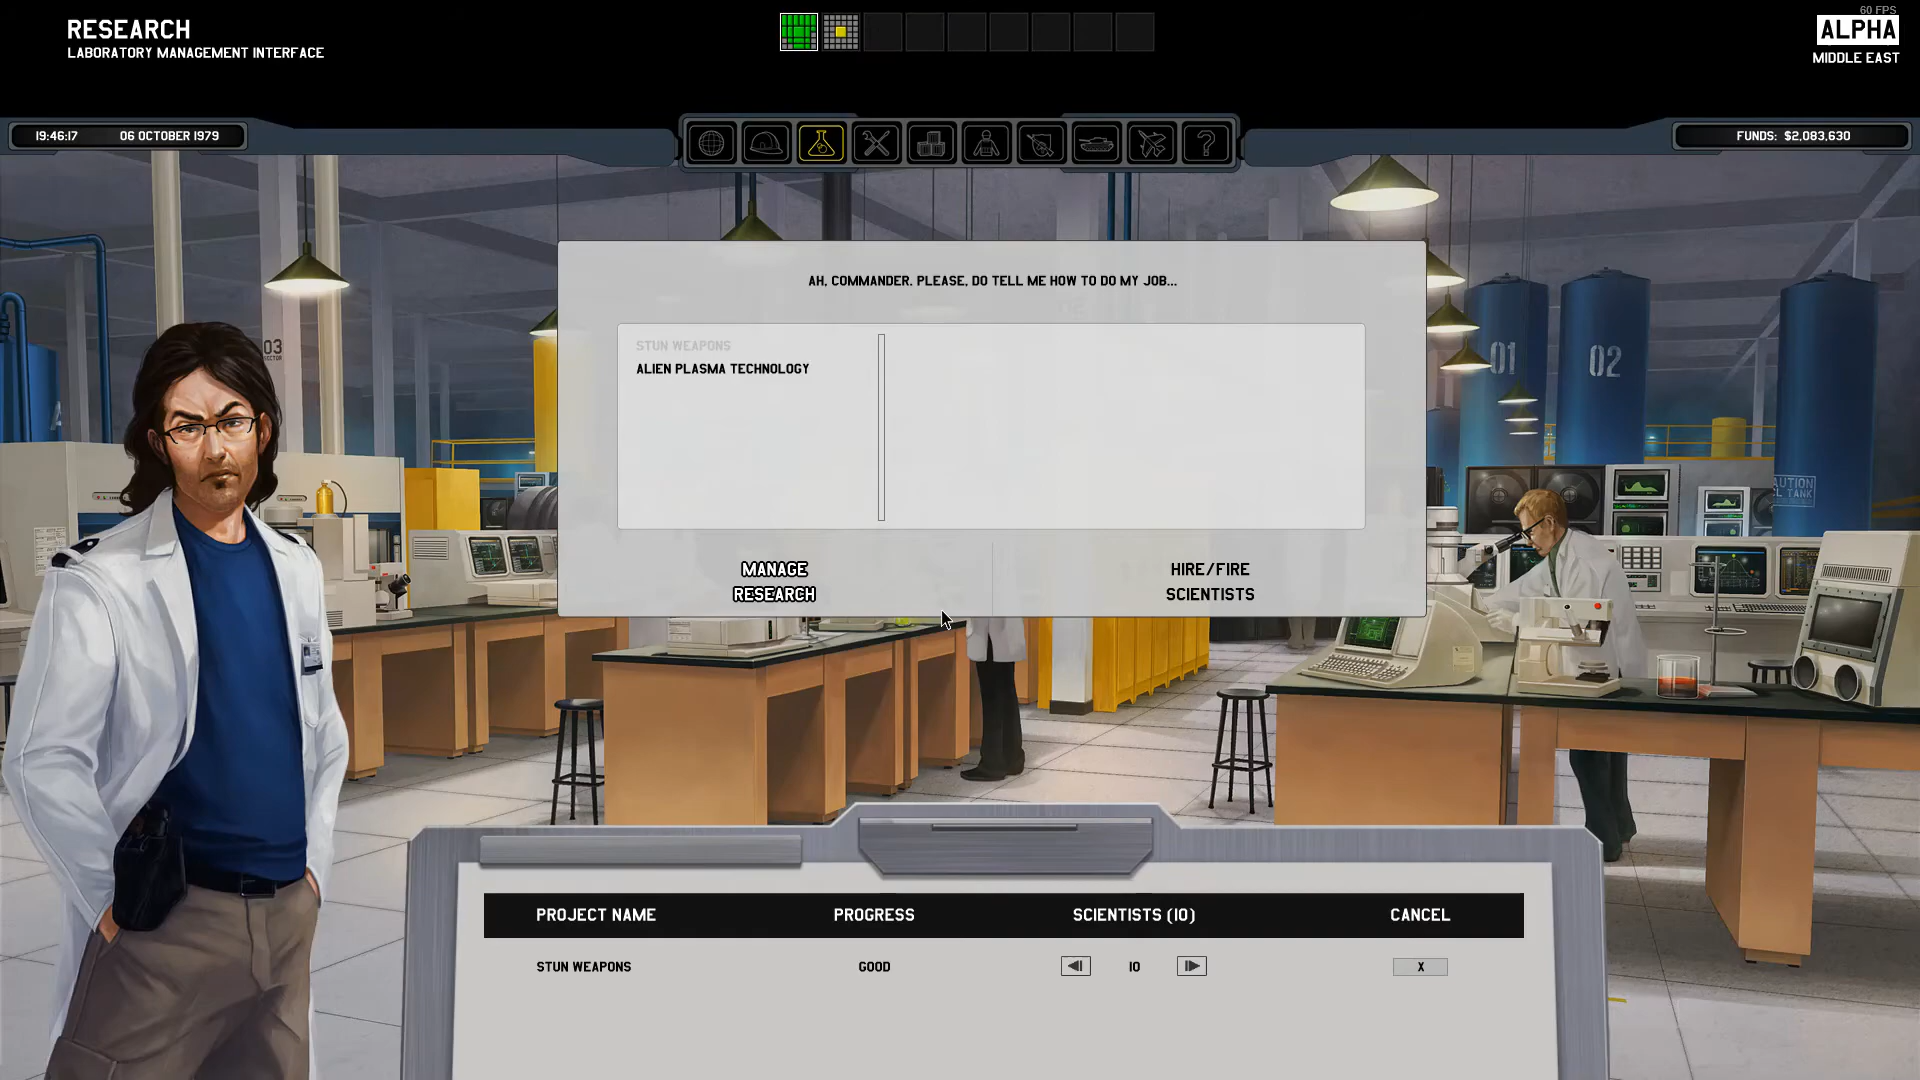 RESEARCH
LABORATORY MANAGEMENT INTERFACE
60 FPS
ALPHA
MIDDLE EAST
19:46:17 06 OCTOBER 1979
FUNDS: $2,083,630
AH, COMMANDER. PLEASE, DO TELL ME HOW TO DO MY JOB...
STUN WEAPONS
ALIEN PLASMA TECHNOLOGY
MANAGE
RESEARCH
HIRE/FIRE
SCIENTISTS
03
01
02
PROJECT NAME PROGRESS SCIENTISTS (10) CANCEL
STUN WEAPONS GOOD 10 X